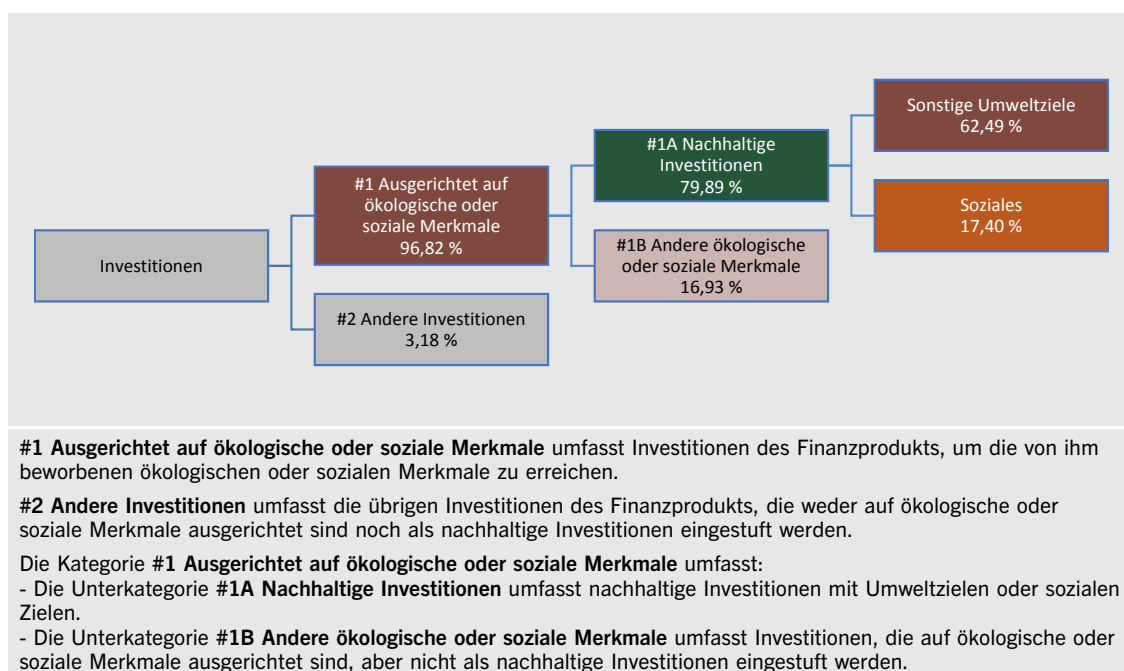 Investitionen
#1 Ausgerichtet auf
ökologische oder
soziale Merkmale
96,82 %
#2 Andere Investitionen
3,18 %
#1A Nachhaltige
Investitionen
79,89 %
#1B Andere ökologische
oder soziale Merkmale
16,93 %
Sonstige Umweltziele
62,49 %
Soziales
17,40 %
#1 Ausgerichtet auf ökologische oder soziale Merkmale umfasst Investitionen des Finanzprodukts, um die von ihm
beworbenen ökologischen oder sozialen Merkmale zu erreichen.
#2 Andere Investitionen umfasst die übrigen Investitionen des Finanzprodukts, die weder auf ökologische oder
soziale Merkmale ausgerichtet sind noch als nachhaltige Investitionen eingestuft werden.
Die Kategorie #1 Ausgerichtet auf ökologische oder soziale Merkmale umfasst:
- Die Unterkategorie #1A Nachhaltige Investitionen umfasst nachhaltige Investitionen mit Umweltzielen oder sozialen
Zielen.
- Die Unterkategorie #1B Andere ökologische oder soziale Merkmale umfasst Investitionen, die auf ökologische oder
soziale Merkmale ausgerichtet sind, aber nicht als nachhaltige Investitionen eingestuft werden.